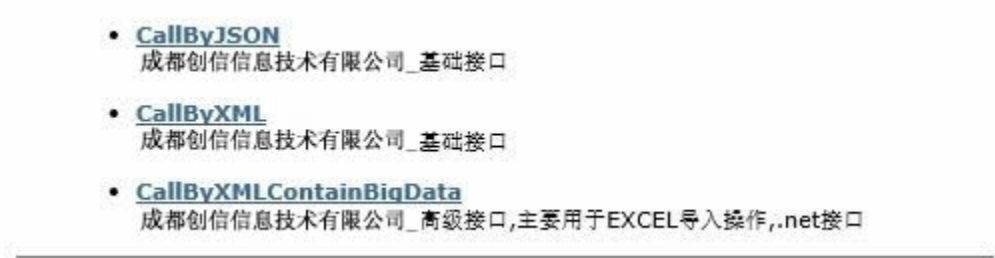 CallByJSON
成都创信信息技术有限公司_基础接口
CallByXML
成都创信信息技术有限公司_基础接口
CallByXMLContainBigData
成都创信信息技术有限公司_高级接口,主要用于EXCEL导入操作,.net接口